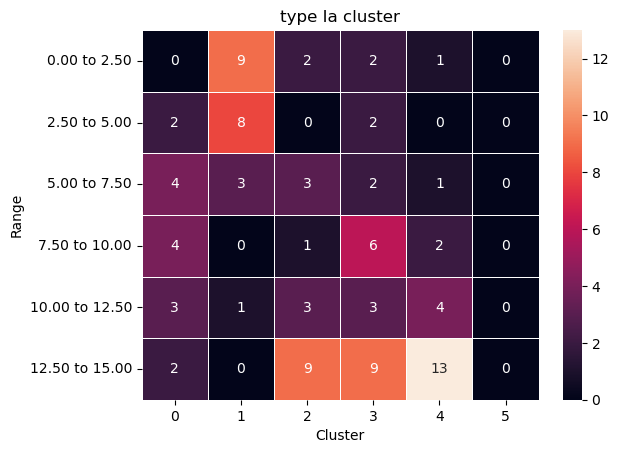 type Ia cluster
Range
0.00 to 2.50 0 9 2 2 1 0
2.50 to 5.00 2 8 0 2 0 0
5.00 to 7.50 4 3 3 2 1 0
7.50 to 10.00 4 0 1 6 2 0
10.00 to 12.50 3 1 3 3 4 0
12.50 to 15.00 2 0 9 9 13 0
0 1 2 3 4 5
Cluster
12
10
8
6
4
2
0